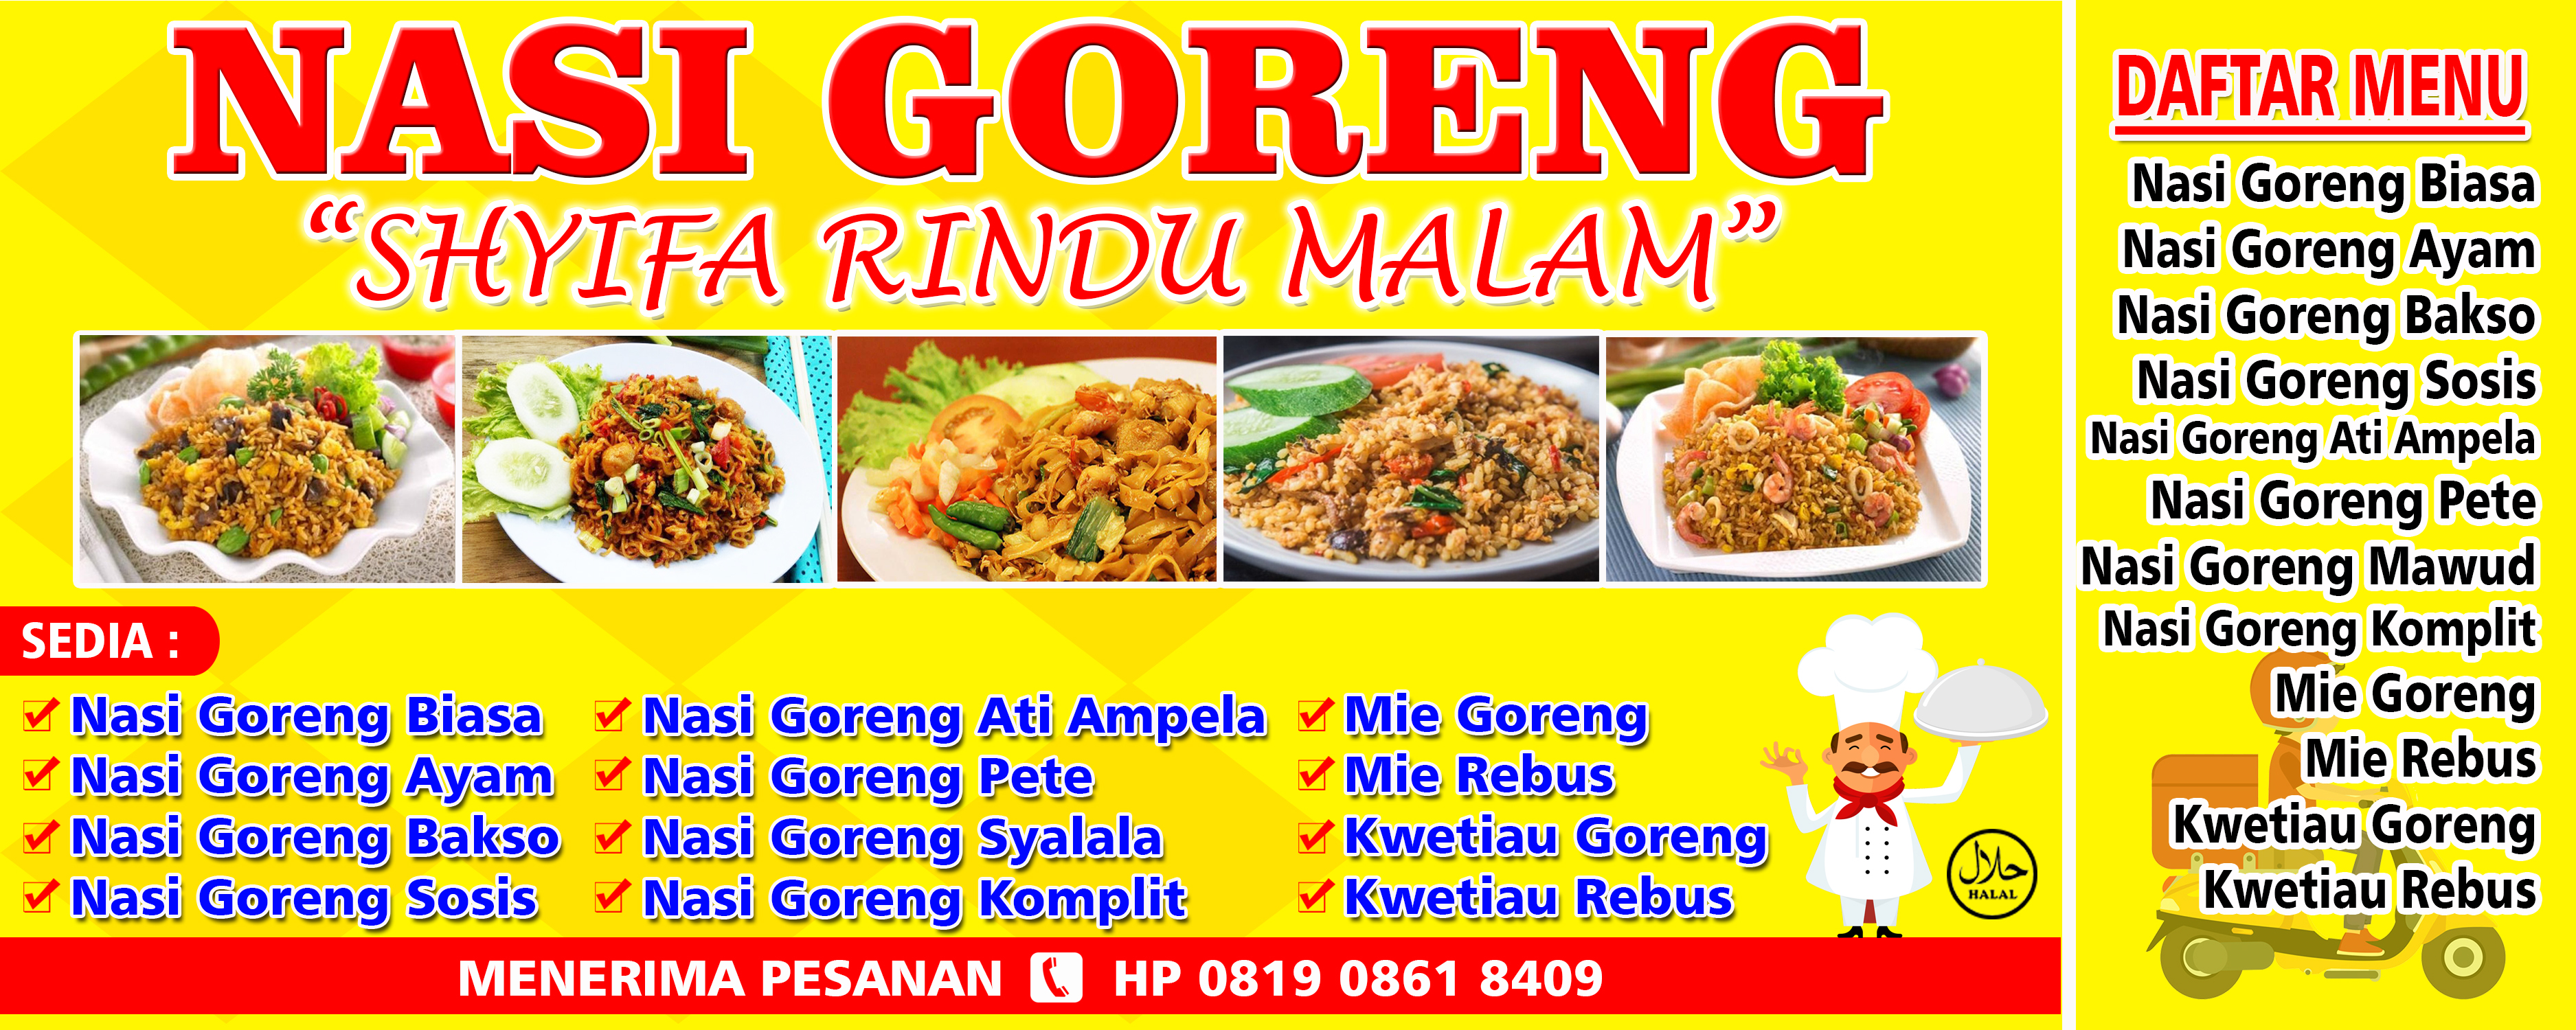 NASI GORENG
“SHYIFA RINDU MALAM”
SEDIA :
Nasi Goreng Biasa
Nasi Goreng Ayam
Nasi Goreng Bakso
Nasi Goreng Sosis
Nasi Goreng Ati Ampela
Nasi Goreng Pete
Nasi Goreng Syalala
Nasi Goreng Komplit
Mie Goreng
Mie Rebus
Kwetiau Goreng
Kwetiau Rebus
حلال
HALAL
MENERIMA PESANAN HP 0819 0861 8409
DAFTAR MENU
Nasi Goreng Biasa
Nasi Goreng Ayam
Nasi Goreng Bakso
Nasi Goreng Sosis
Nasi Goreng Ati Ampela
Nasi Goreng Pete
Nasi Goreng Mawud
Nasi Goreng Komplit
Mie Goreng
Mie Rebus
Kwetiau Goreng
Kwetiau Rebus